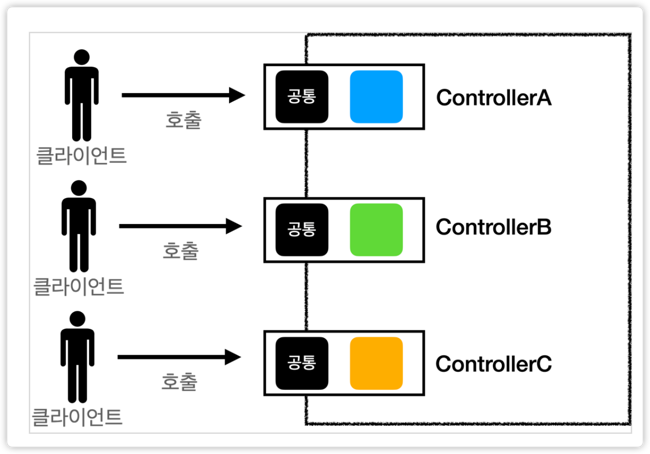 공통
ControllerA
호출
클라이언트
공통
ControllerB
호출
클라이언트
공통
ControllerC
호출
클라이언트